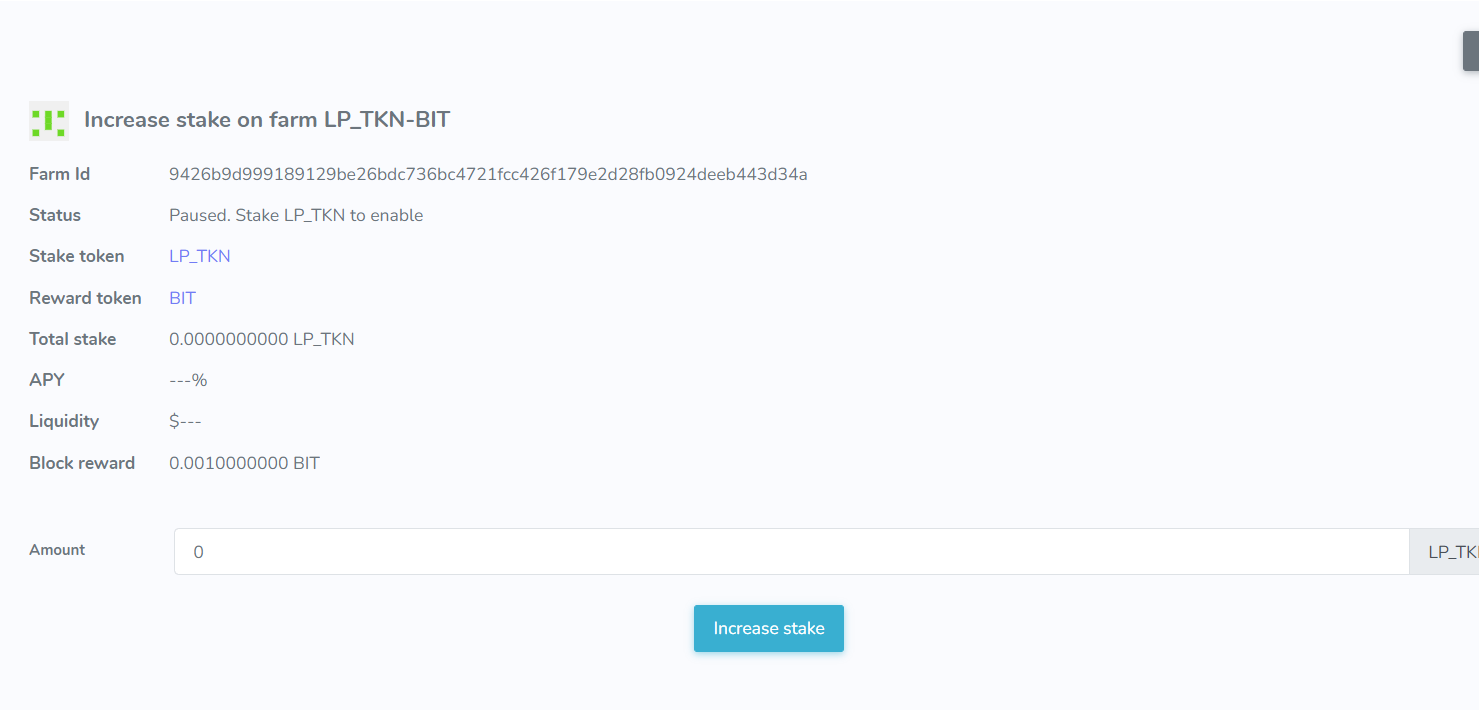 Increase stake on farm LP_TKN-BIT
Farm Id 9426b9d999189129be26bdc736bc4721fcc426f179e2d28fb0924deeb443d34a
Status Paused. Stake LP_TKN to enable
Stake token LP_TKN
Reward token BIT
Total stake 0.0000000000 LP_TKN
APY ---%
Liquidity $---
Block reward 0.0010000000 BIT
Amount 0 LP_TK
Increase stake